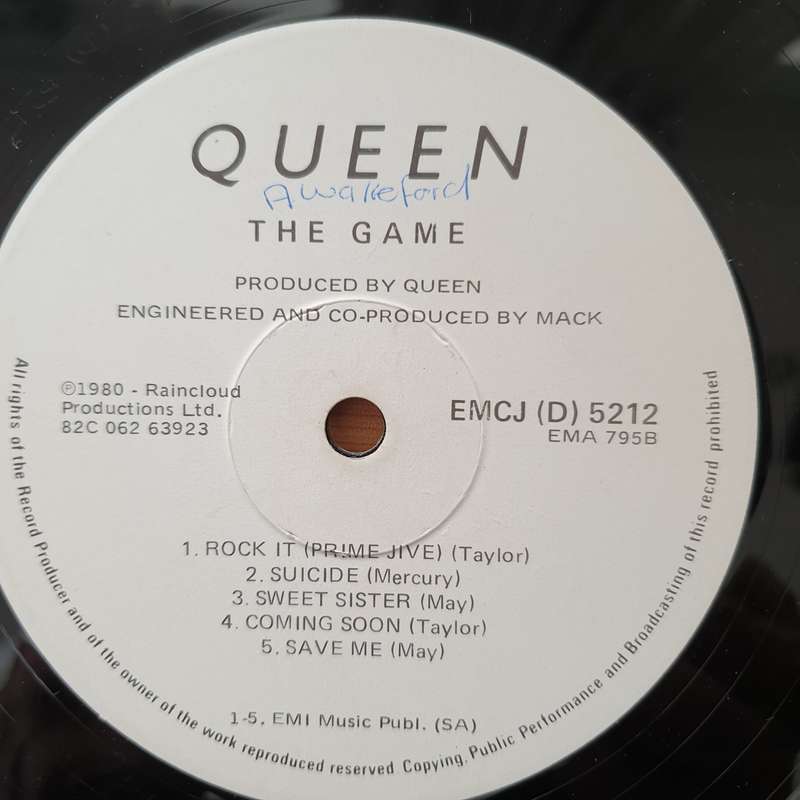 QUEEN
Awakeford
THE GAME
PRODUCED BY QUEEN
ENGINEERED AND CO-PRODUCED BY MACK
℗1980 - Raincloud
Productions Ltd.
82C 062 63923
EMCJ (D) 5212
EMA 795B
1. ROCK IT (PR!ME JIVE) (Taylor)
2. SUICIDE (Mercury)
3. SWEET SISTER (May)
4. COMING SOON (Taylor)
5. SAVE ME (May)
1-5. EMI Music Publ. (SA)
All rights of the Record Producer and of the owner of the work reproduced reserved Copying, Public Performance and Broadcasting of this record prohibited